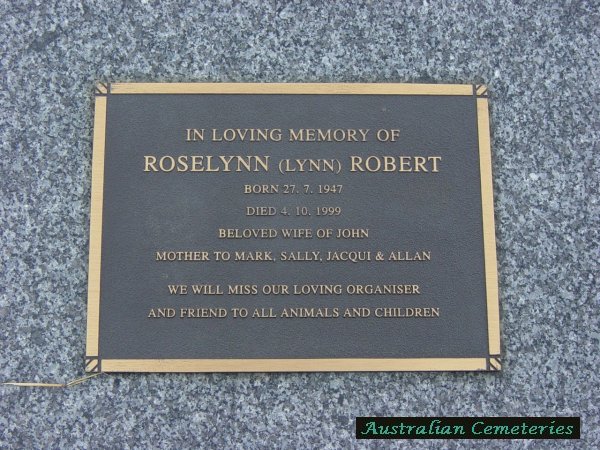 IN LOVING MEMORY OF
ROSELYNN (LYNN) ROBERT
BORN 27. 7. 1947
DIED 4. 10. 1999
BELOVED WIFE OF JOHN
MOTHER TO MARK, SALLY, JACQUI & ALLAN
WE WILL MISS OUR LOVING ORGANISER
AND FRIEND TO ALL ANIMALS AND CHILDREN
Australian Cemeteries